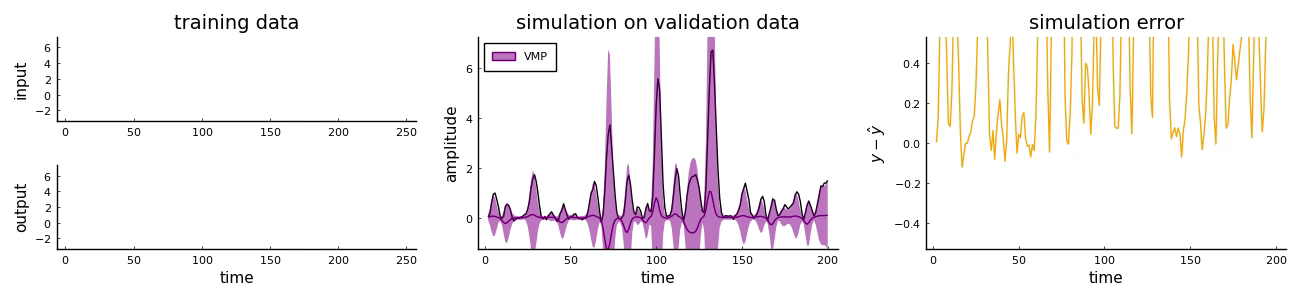 training data
input
6
4
2
0
−2
0 50 100 150 200 250
output
6
4
2
0
−2
0 50 100 150 200 250
time
simulation on validation data
VMP
amplitude
6
4
2
0
0 50 100 150 200
time
simulation error
y − ŷ
0.4
0.2
0.0
−0.2
−0.4
0 50 100 150 200
time